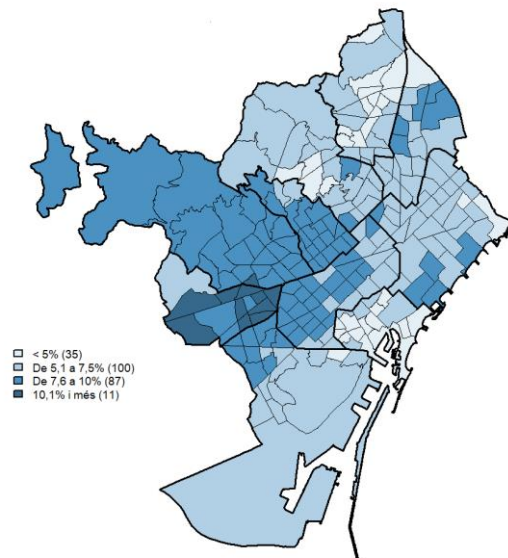 < 5% (35)
De 5,1 a 7,5% (100)
De 7,6 a 10% (87)
10,1% i més (11)